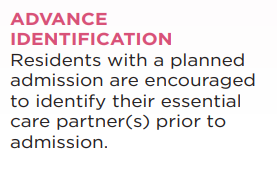 ADVANCE
IDENTIFICATION
Residents with a planned
admission are encouraged
to identify their essential
care partner(s) prior to
admission.